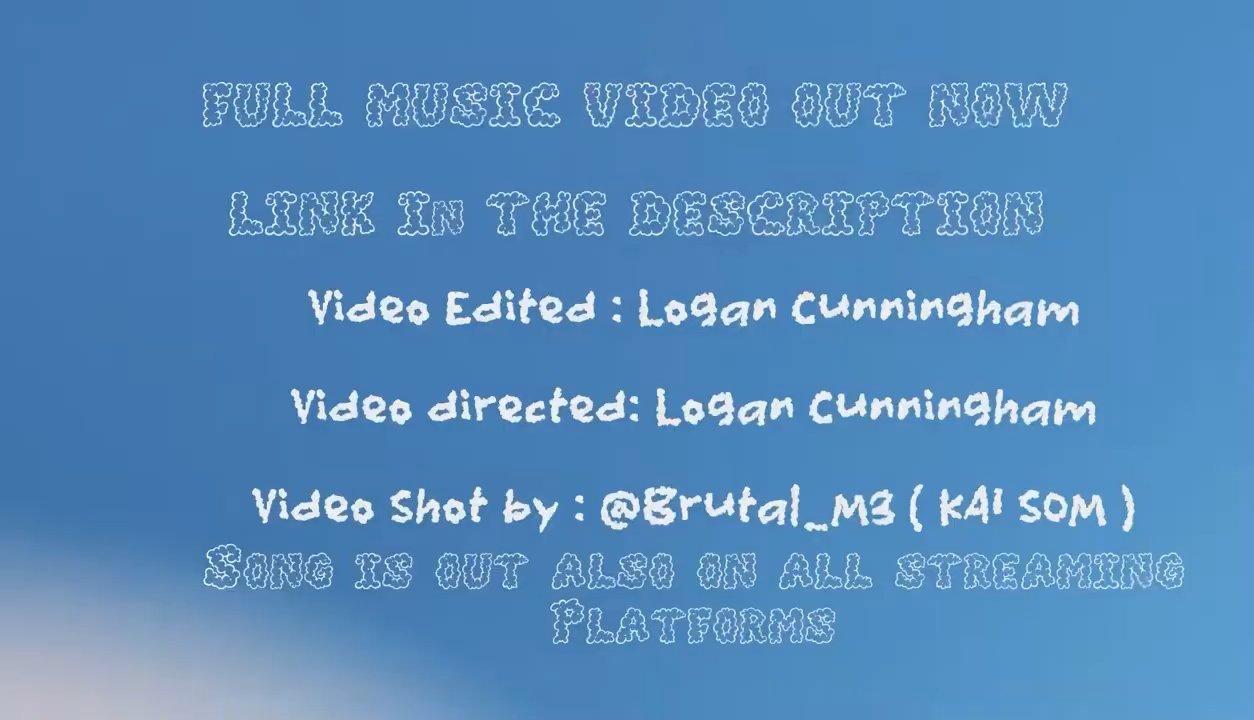 FULL MUSIC VIDEO OUT NOW
LINK IN THE DESCRIPTION
Video Edited : Logan Cunningham
Video directed: Logan Cunningham
Video Shot by : @Brutal_M3 ( KAI SOM )
SONG IS OUT ALSO ON ALL STREAMING
PLATFORMS